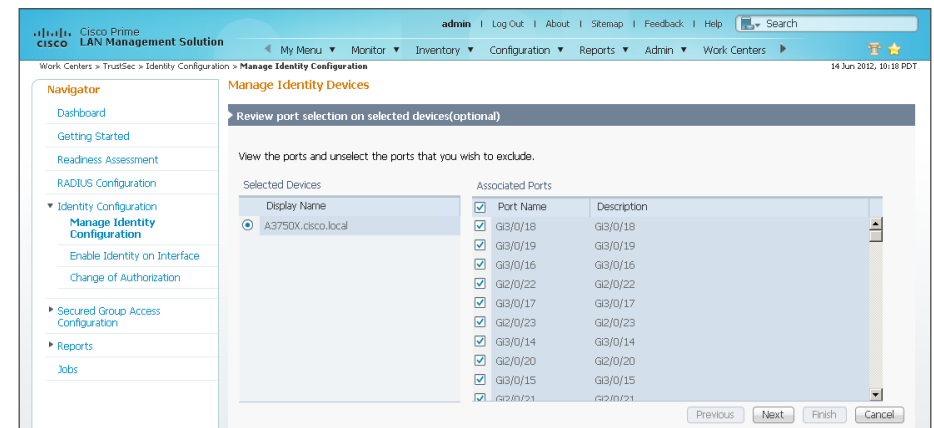 admin | Log Out | About | Sitemap | Feedback | Help Search
cisco Cisco Prime
LAN Management Solution
My Menu Monitor Inventory Configuration Reports Admin Work Centers
Work Centers > TrustSec > Identity Configuration > Manage Identity Configuration 14 Jun 2012, 10:18 PDT
Navigator
Dashboard
Getting Started
Readiness Assessment
RADIUS Configuration
Identity Configuration
Manage Identity
Configuration
Enable Identity on Interface
Change of Authorization
Secured Group Access
Configuration
Reports
Jobs
Manage Identity Devices
Review port selection on selected devices(optional)
View the ports and unselect the ports that you wish to exclude.
Selected Devices
Display Name
A3750X.cisco.local
Associated Ports
Port Name Description
Gi3/0/18 Gi3/0/18
Gi3/0/19 Gi3/0/19
Gi3/0/16 Gi3/0/16
Gi2/0/22 Gi2/0/22
Gi3/0/17 Gi3/0/17
Gi2/0/23 Gi2/0/23
Gi3/0/14 Gi3/0/14
Gi2/0/20 Gi2/0/20
Gi3/0/15 Gi3/0/15
Gi2/0/21 Gi2/0/21
Previous Next Finish Cancel